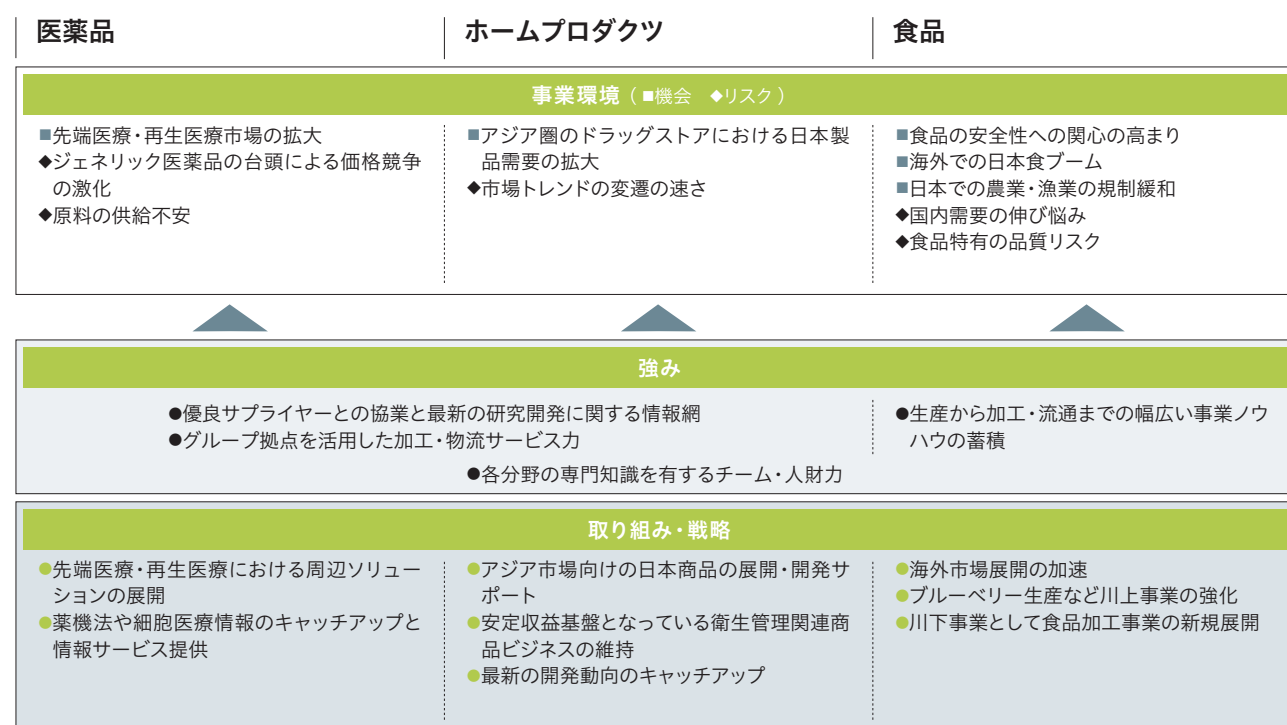 医薬品
ホームプロダクツ
食品
事業環境（■機会　◆リスク）
■先端医療・再生医療市場の拡大
◆ジェネリック医薬品の台頭による価格競争
の激化
◆原料の供給不安
■アジア圏のドラッグストアにおける日本製
品需要の拡大
◆市場トレンドの変遷の速さ
■食品の安全性への関心の高まり
■海外での日本食ブーム
■日本での農業・漁業の規制緩和
◆国内需要の伸び悩み
◆食品特有の品質リスク
強み
●優良サプライヤーとの協業と最新の研究開発に関する情報網
●グループ拠点を活用した加工・物流サービス力
●生産から加工・流通までの幅広い事業ノウ
ハウの蓄積
●各分野の専門知識を有するチーム・人財力
取り組み・戦略
●先端医療・再生医療における周辺ソリュー
ションの展開
●薬機法や細胞医療情報のキャッチアップと
情報サービス提供
●アジア市場向けの日本商品の展開・開発サ
ポート
●安定収益基盤となっている衛生管理関連商
品ビジネスの維持
●最新の開発動向のキャッチアップ
●海外市場展開の加速
●ブルーベリー生産など川上事業の強化
●川下事業として食品加工事業の新規展開